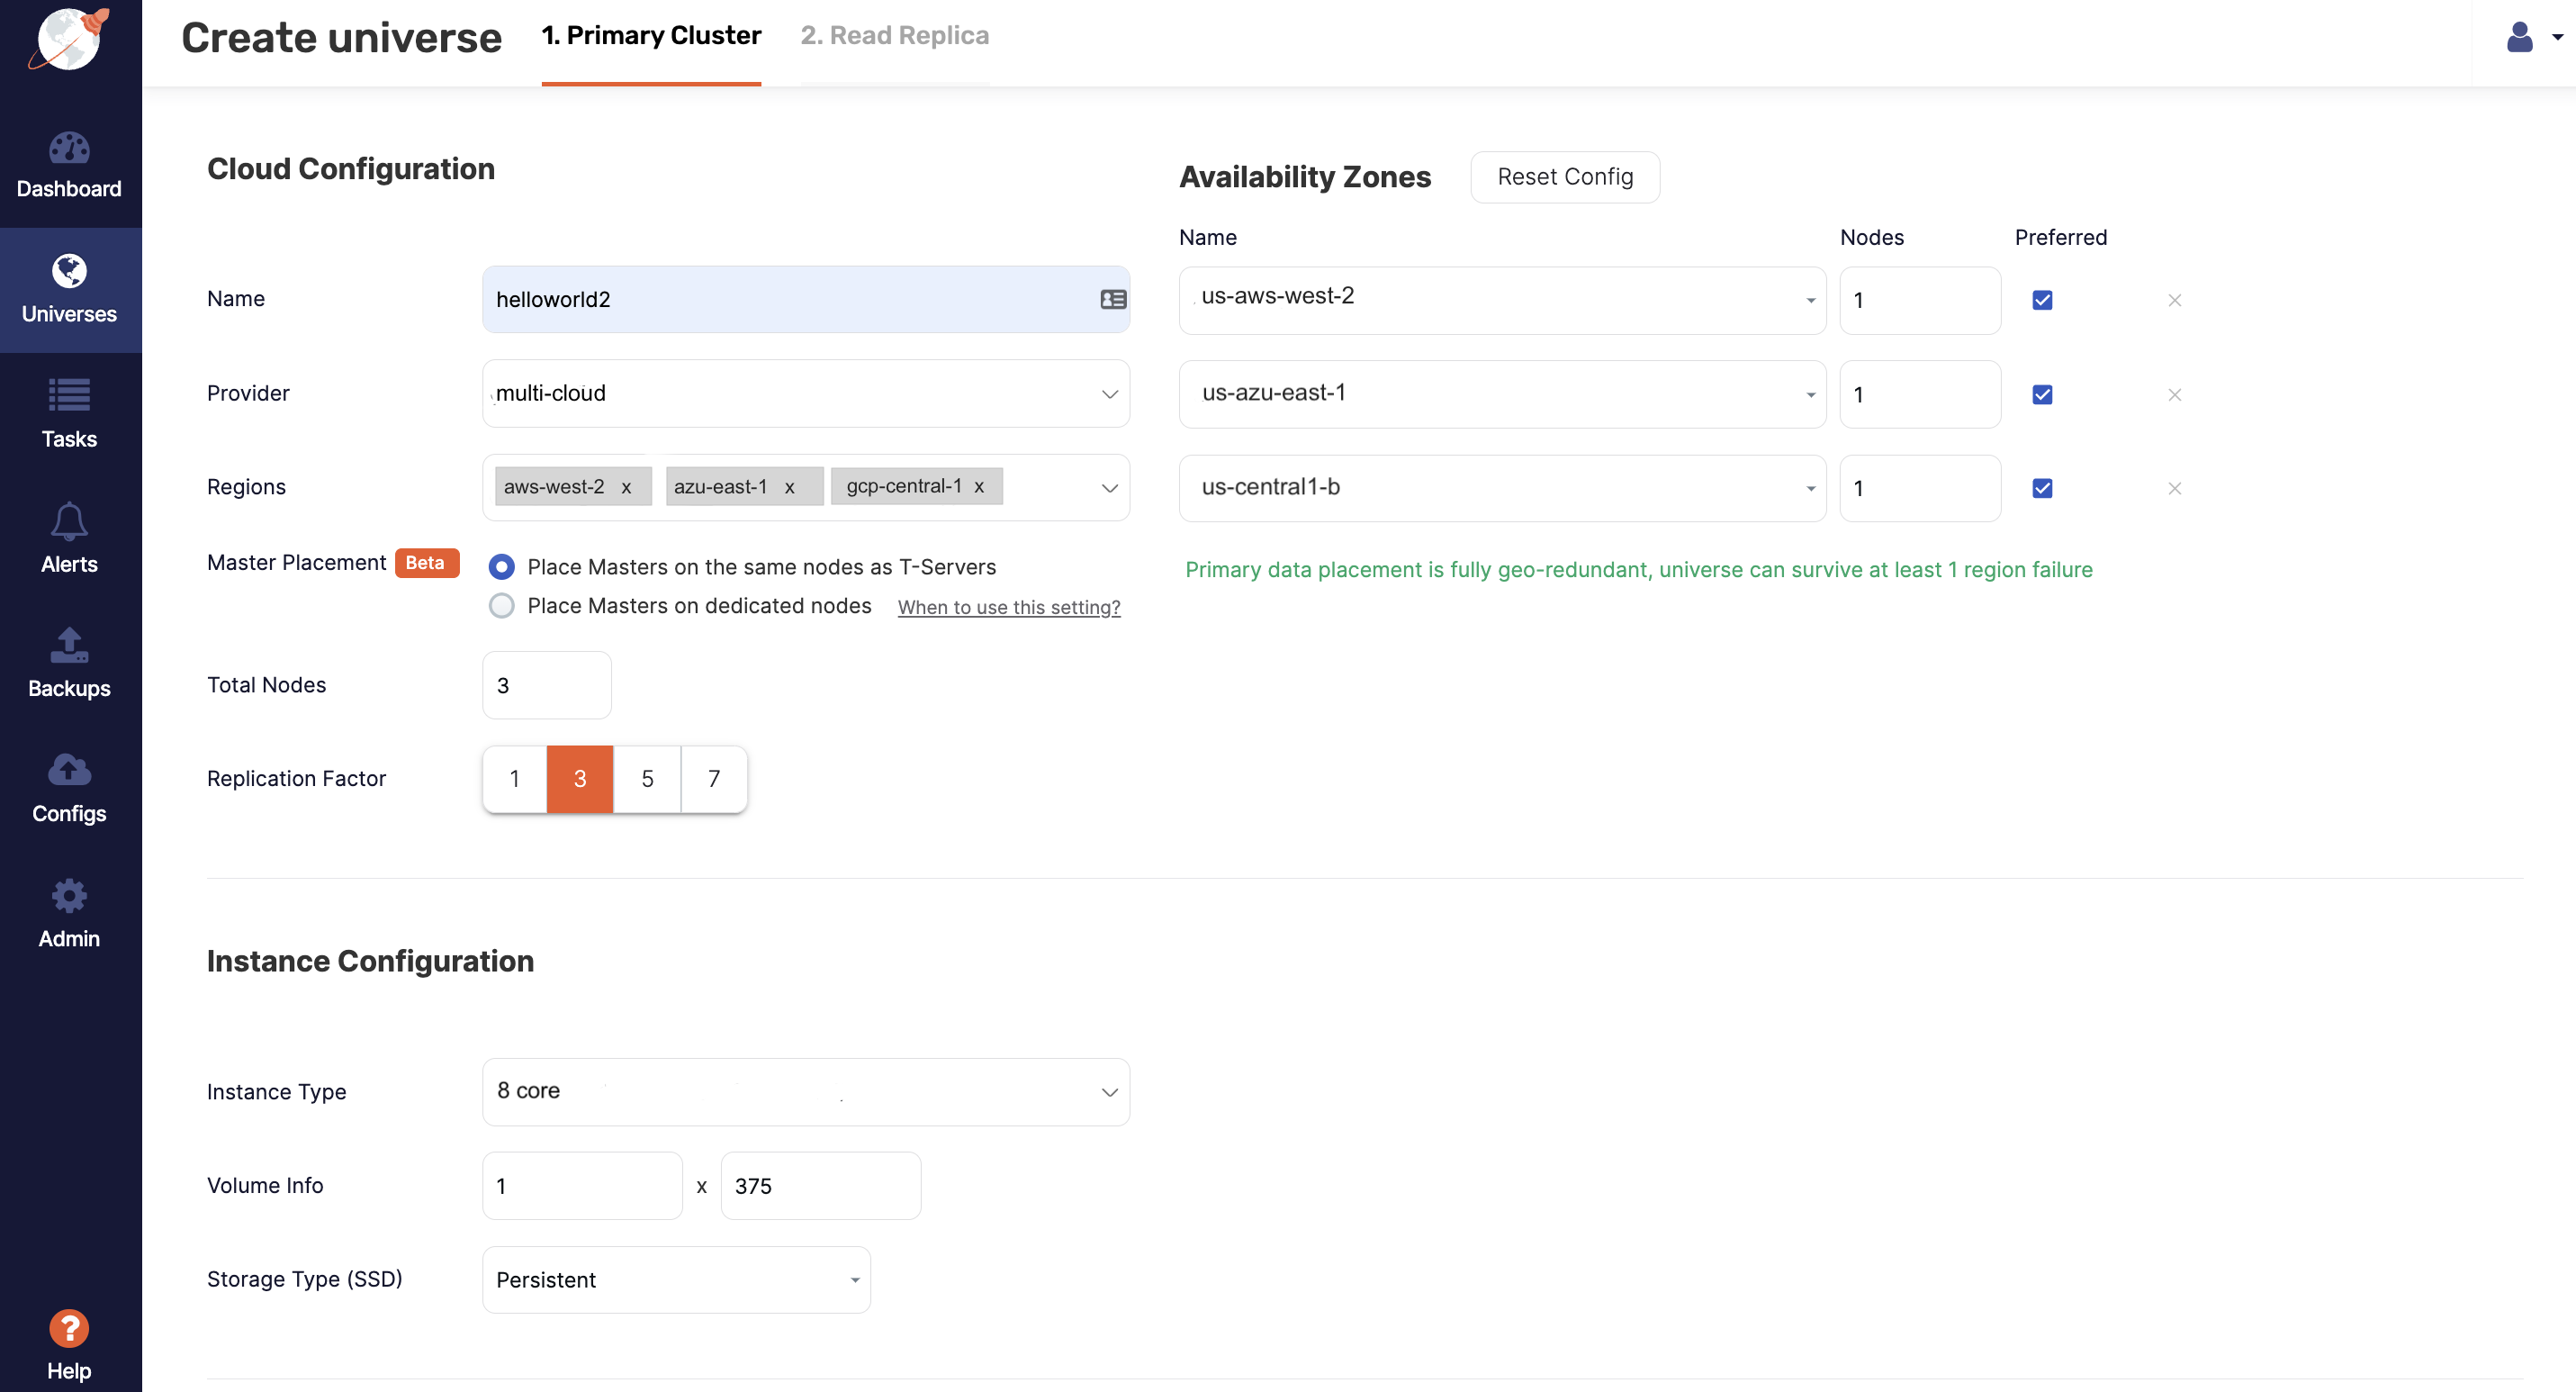 Create universe
1. Primary Cluster
2. Read Replica
Dashboard
Universes
Tasks
Alerts
Backups
Configs
Admin
Help
Cloud Configuration
Name
helloworld2
Provider
multi-cloud
Regions
aws-west-2 x
azu-east-1 x
gcp-central-1 x
Master Placement Beta
Place Masters on the same nodes as T-Servers
Place Masters on dedicated nodes When to use this setting?
Total Nodes
3
Replication Factor
1 3 5 7
Availability Zones Reset Config
Name Nodes Preferred
us-aws-west-2 1
us-azu-east-1 1
us-central1-b 1
Primary data placement is fully geo-redundant, universe can survive at least 1 region failure
Instance Configuration
Instance Type
8 core
Volume Info
1 x 375
Storage Type (SSD)
Persistent